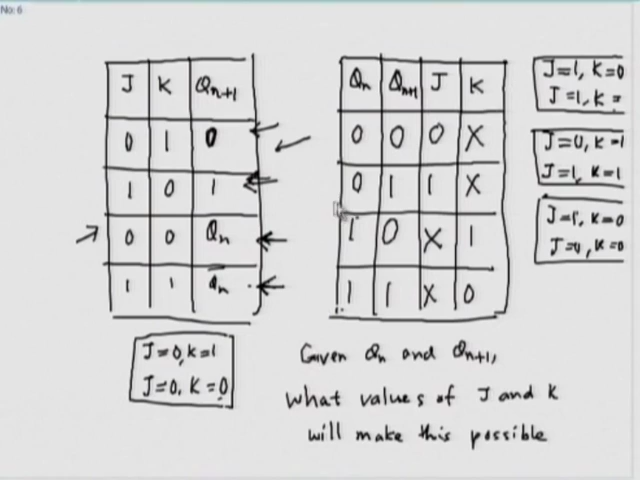 No: 6
J K Qn+1
0 1 0
1 0 1
0 0 Qn
1 1 Q̅n
J=0, K=1
J=0, K=0
Qn Qn+1 J K
0 0 0 X
0 1 1 X
1 0 X 1
1 1 X 0
J=1, K=0
J=1, K=
J=0, K=1
J=1, K=1
J=1, K=0
J=0, K=0
Given Qn and Qn+1,
what values of J and K
will make this possible